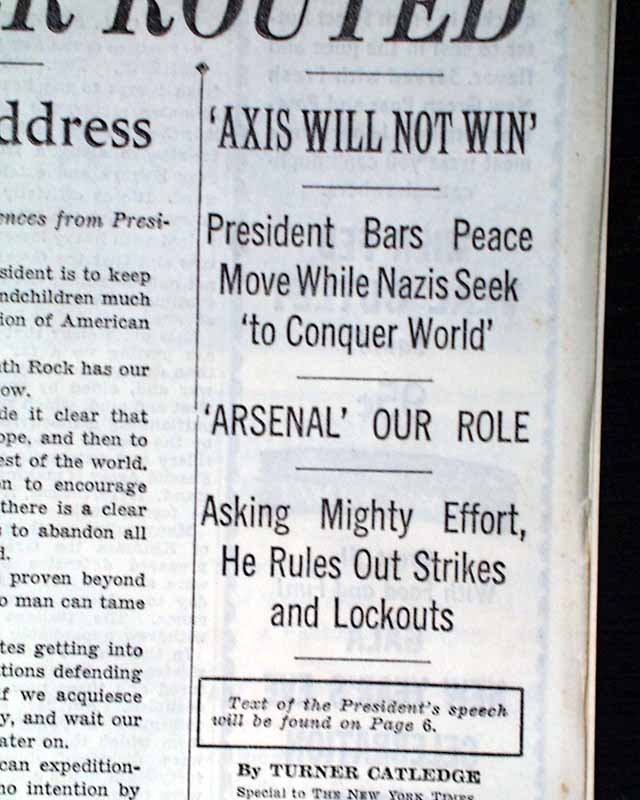 ROUTED
ddress
ences from Presi-
sident is to keep
ndchildren much
ion of American
th Rock has our
ow.
de it clear that
ope, and then to
est of the world.
n to encourage
there is a clear
s to abandon all
d.
proven beyond
o man can tame
tes getting into
tions defending
if we acquiesce
y, and wait our
ater on.
can expedition-
no intention by
'AXIS WILL NOT WIN'
President Bars Peace
Move While Nazis Seek
'to Conquer World'
'ARSENAL' OUR ROLE
Asking Mighty Effort,
He Rules Out Strikes
and Lockouts
Text of the President's speech
will be found on Page 6.
By TURNER CATLEDGE
Special to THE NEW YORK TIMES.